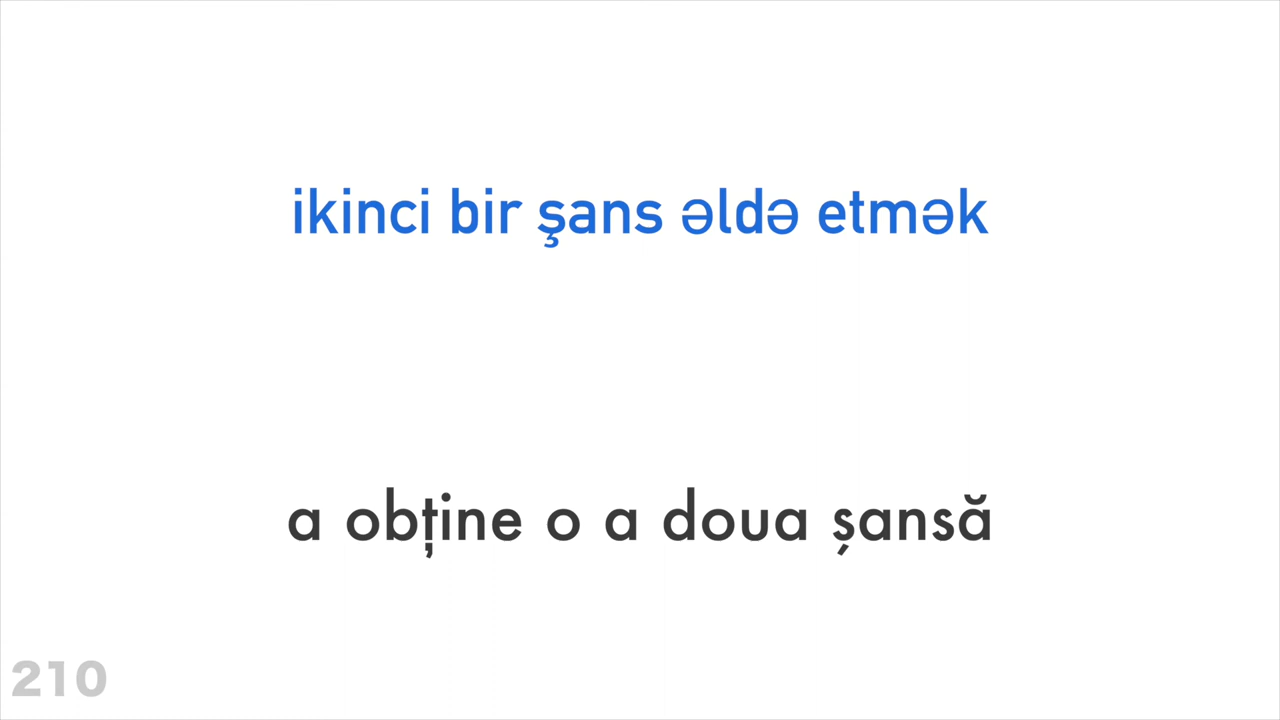 ikinci bir şans əldə etmək
a obține o a doua șansă
210